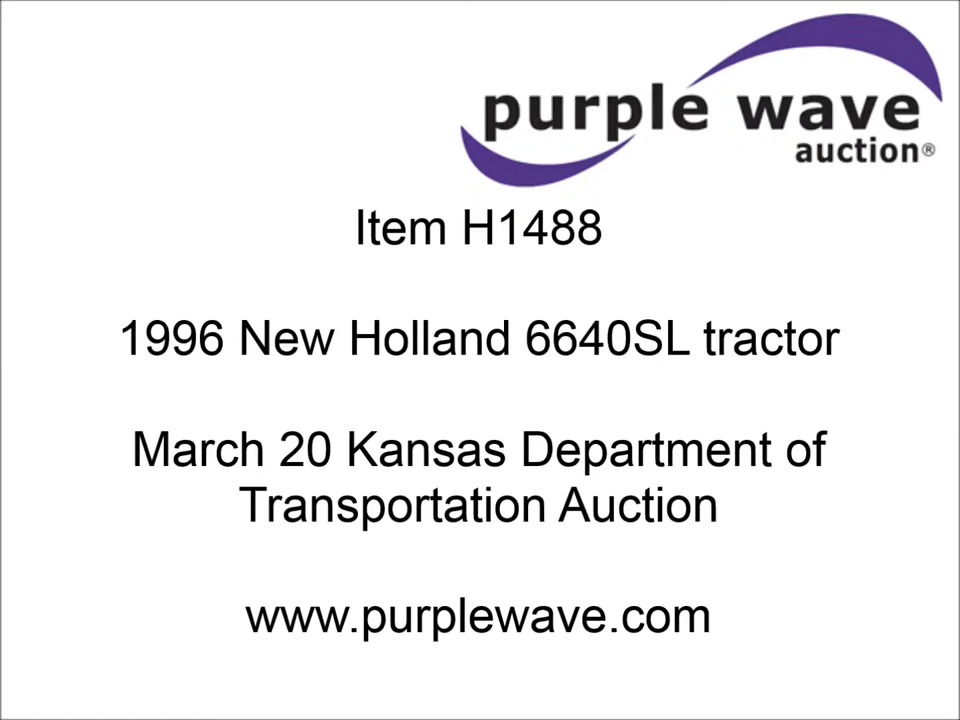 purple wave
auction®
Item H1488
1996 New Holland 6640SL tractor
March 20 Kansas Department of
Transportation Auction
www.purplewave.com